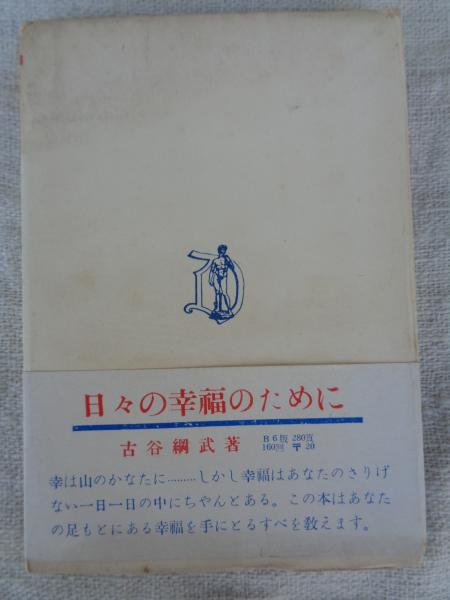 D
日々の幸福のために
古谷綱武著
B6版 280頁
160円 〒20
幸は山のかなたに………しかし幸福はあなたのさりげ
ない一日一日の中にちやんとある。この本はあなた
の足もとにある幸福を手にとるすべを教えます。